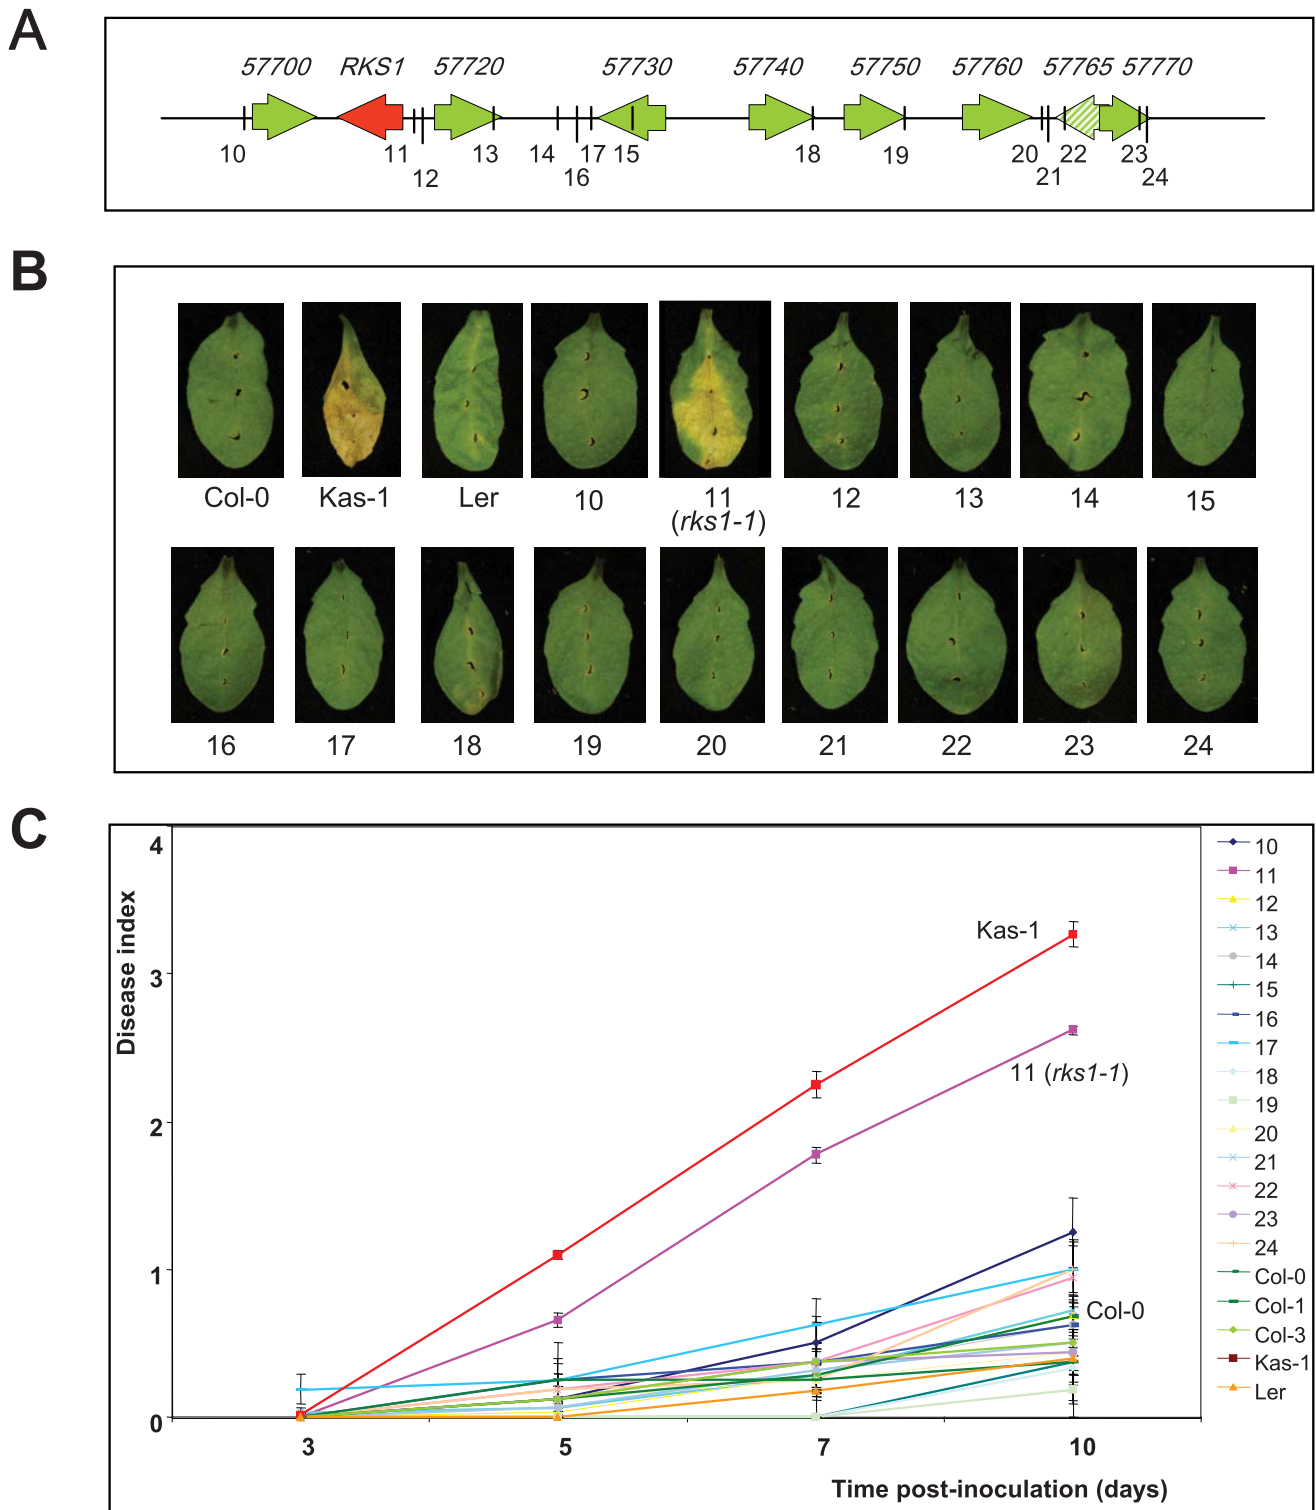 A
57700 RKS1 57720 57730 57740 57750 57760 57765 57770
10 11 13 14 17 15 18 19 20 22 23
12 16 21 24
B
Col-0 Kas-1 Ler 10 11 12 13 14 15
(rks1-1)
16 17 18 19 20 21 22 23 24
C
Disease index
4
3
2
1
0
3 5 7 10
Time post-inoculation (days)
Kas-1
11 (rks1-1)
Col-0
10
11
12
13
14
15
16
17
18
19
20
21
22
23
24
Col-0
Col-1
Col-3
Kas-1
Ler